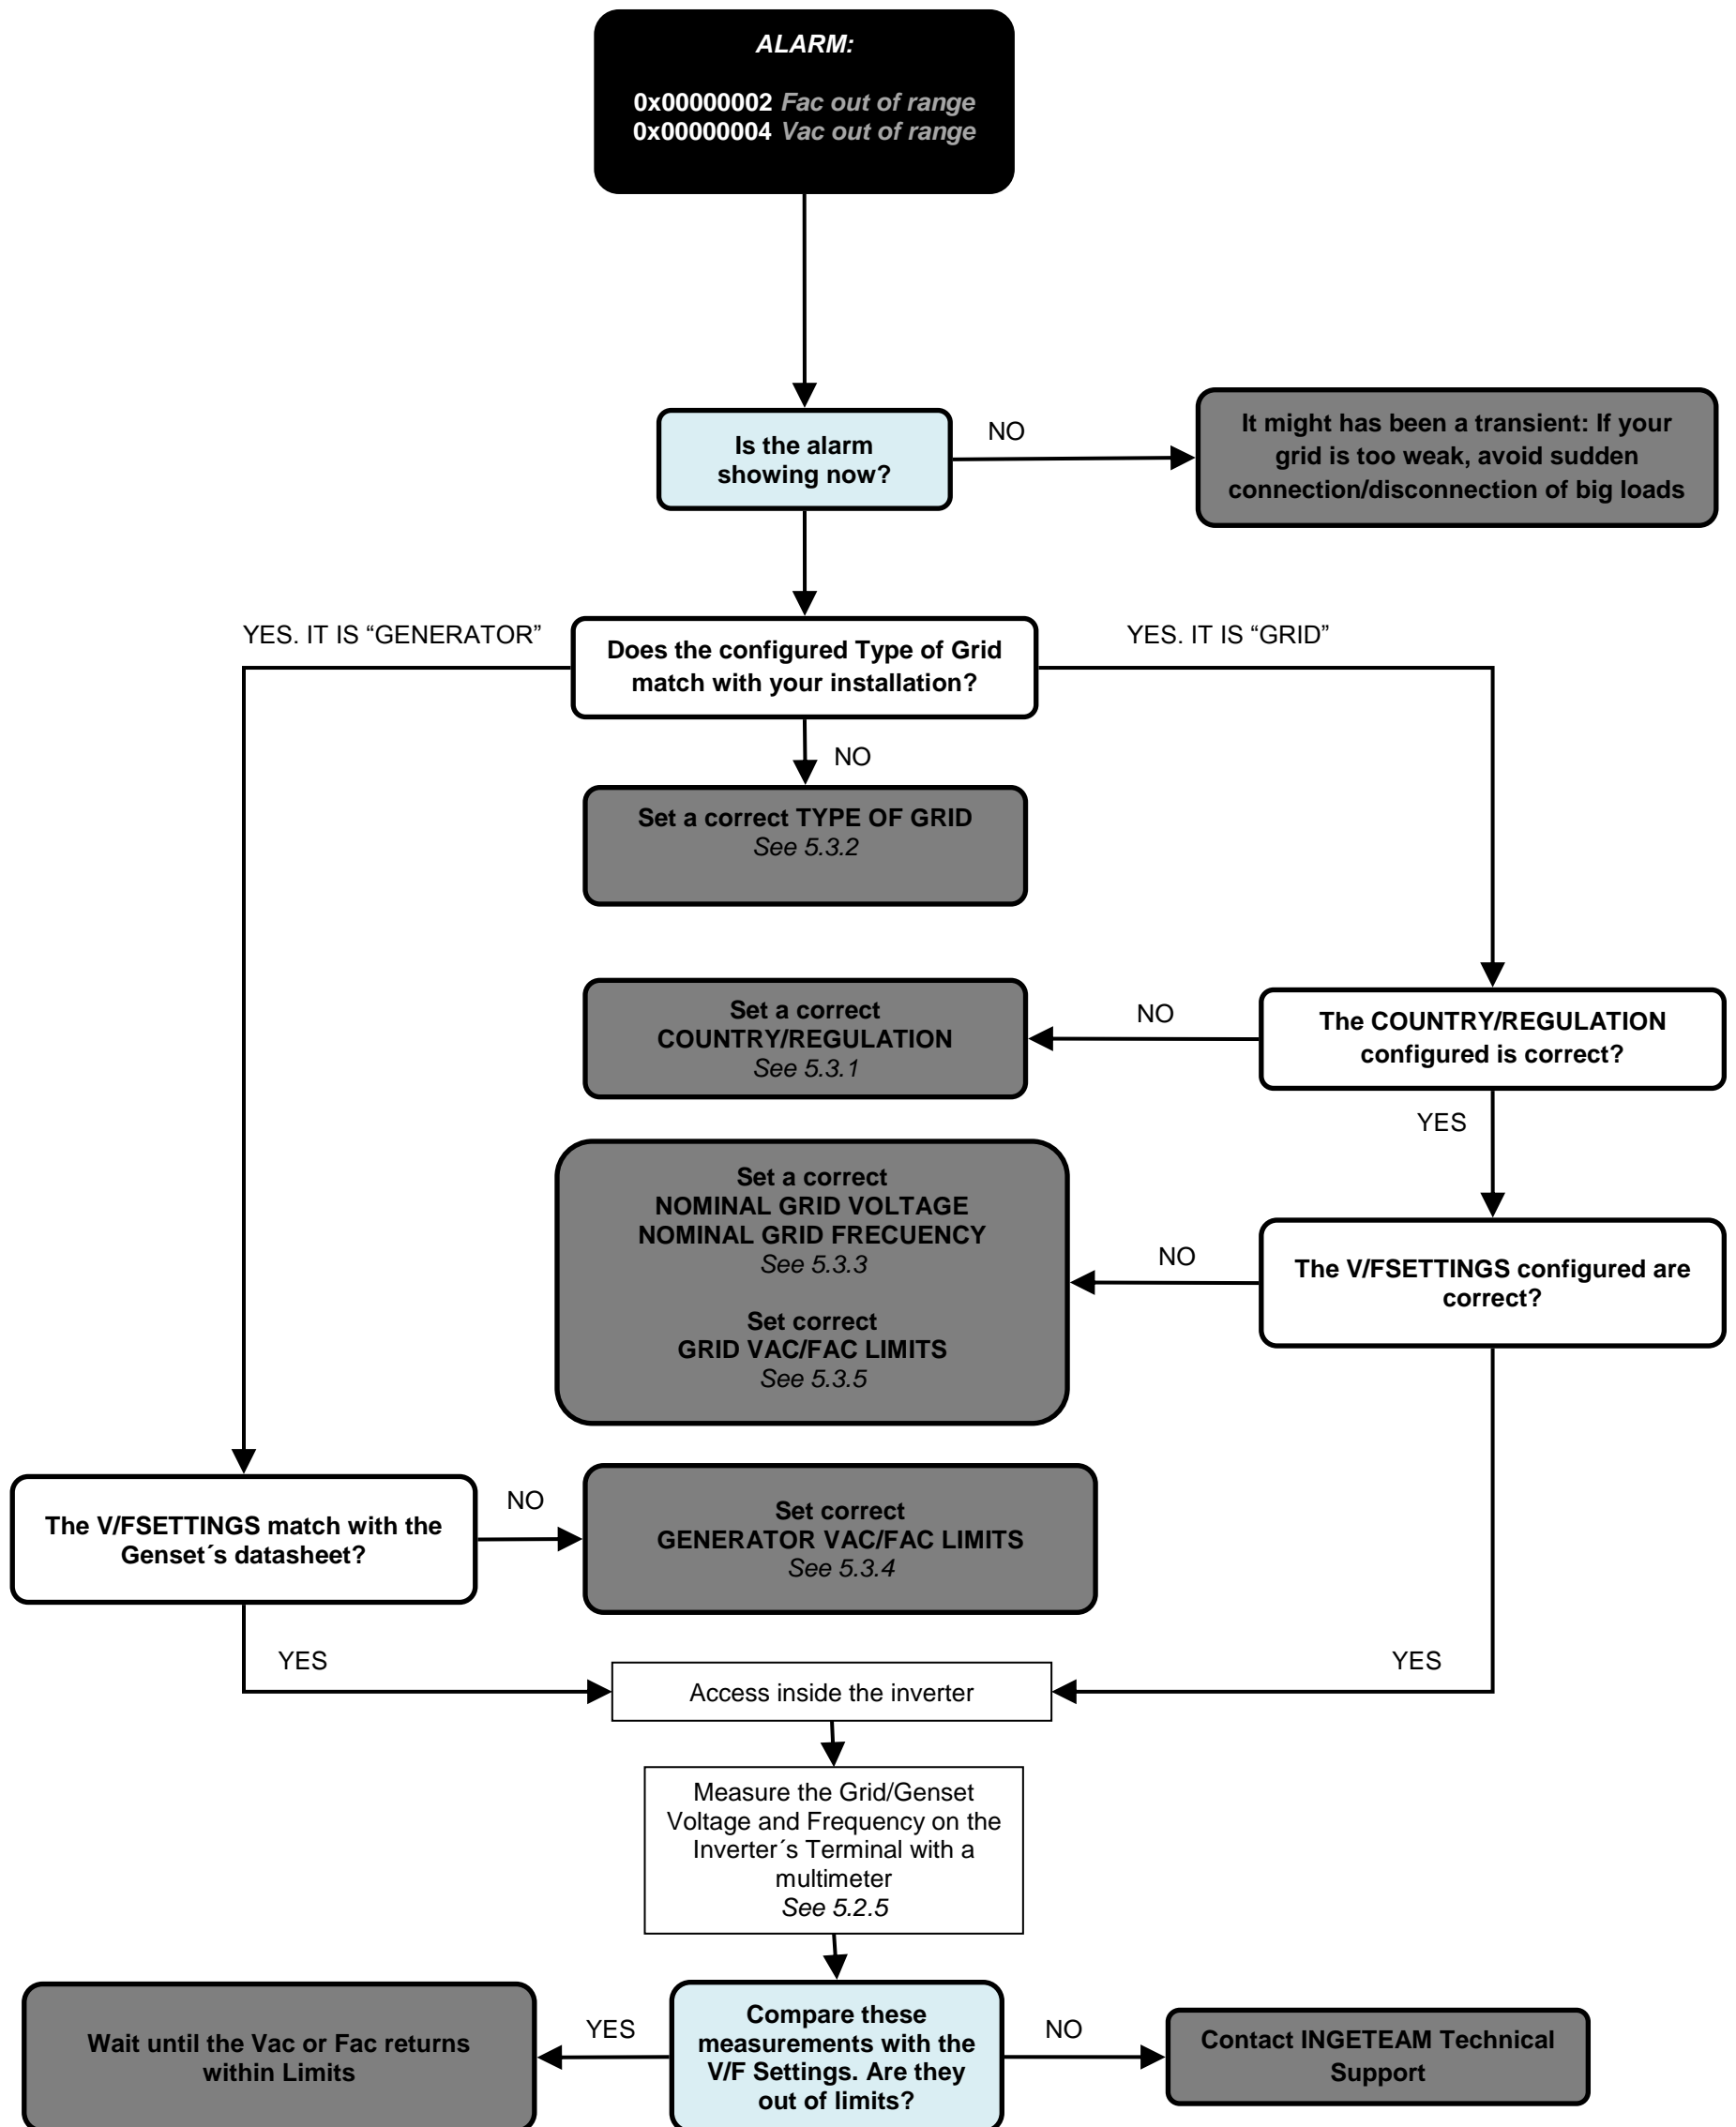 ALARM:
0x00000002 Fac out of range
0x00000004 Vac out of range
Is the alarm
showing now?
NO
It might has been a transient: If your
grid is too weak, avoid sudden
connection/disconnection of big loads
YES. IT IS “GENERATOR”
Does the configured Type of Grid
match with your installation?
YES. IT IS “GRID”
NO
Set a correct TYPE OF GRID
See 5.3.2
Set a correct
COUNTRY/REGULATION
See 5.3.1
NO
The COUNTRY/REGULATION
configured is correct?
YES
Set a correct
NOMINAL GRID VOLTAGE
NOMINAL GRID FRECUENCY
See 5.3.3
Set correct
GRID VAC/FAC LIMITS
See 5.3.5
NO
The V/FSETTINGS configured are
correct?
The V/FSETTINGS match with the
Genset´s datasheet?
NO
Set correct
GENERATOR VAC/FAC LIMITS
See 5.3.4
YES
Access inside the inverter
YES
Measure the Grid/Genset
Voltage and Frequency on the
Inverter´s Terminal with a
multimeter
See 5.2.5
Wait until the Vac or Fac returns
within Limits
YES
Compare these
measurements with the
V/F Settings. Are they
out of limits?
NO
Contact INGETEAM Technical
Support